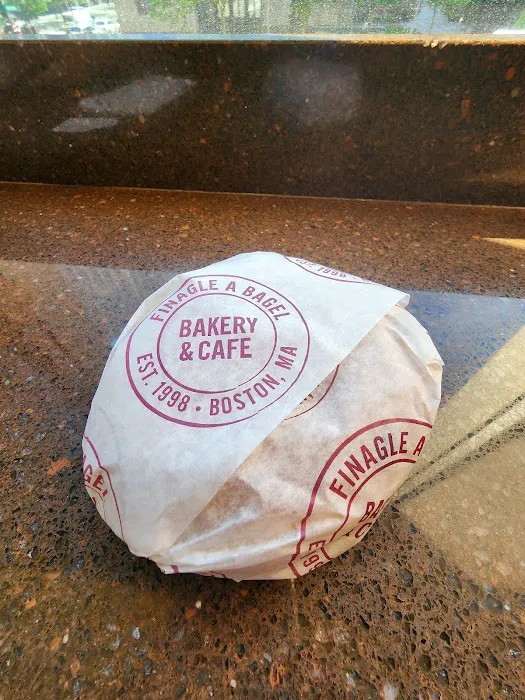 FINAGLE A BAGEL
BAKERY
& CAFE
EST. 1998 • BOSTON, MA
FINAGLE A